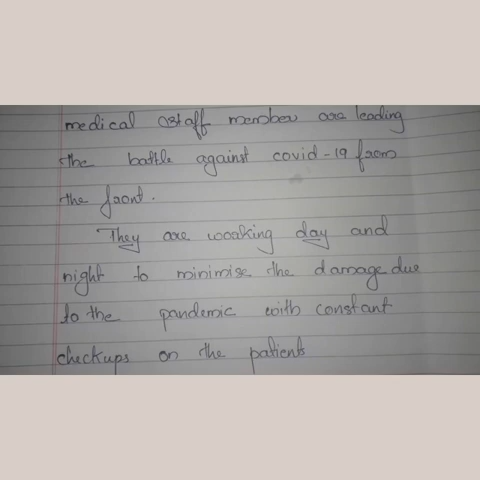 medical staff member are leading
the battle against covid-19 from
the front.
They are working day and
night to minimise the damage due
to the pandemic with constant
checkups on the patients